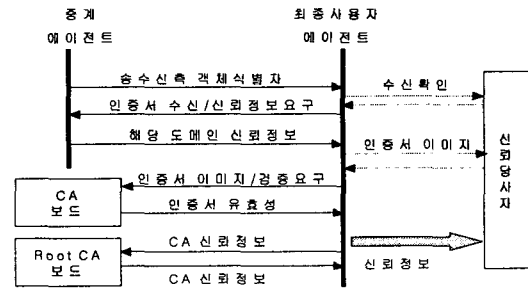 중계
에이전트
최종사용자
에이전트
송수신측 객체식별자
수신확인
인증서 수신/신뢰정보요구
해당 도메인 신뢰정보
인증서 이미지
신뢰당사자
인증서 이미지/검증요구
CA
보드
인증서 유효성
CA 신뢰정보
Root CA
보드
신뢰정보
CA 신뢰정보